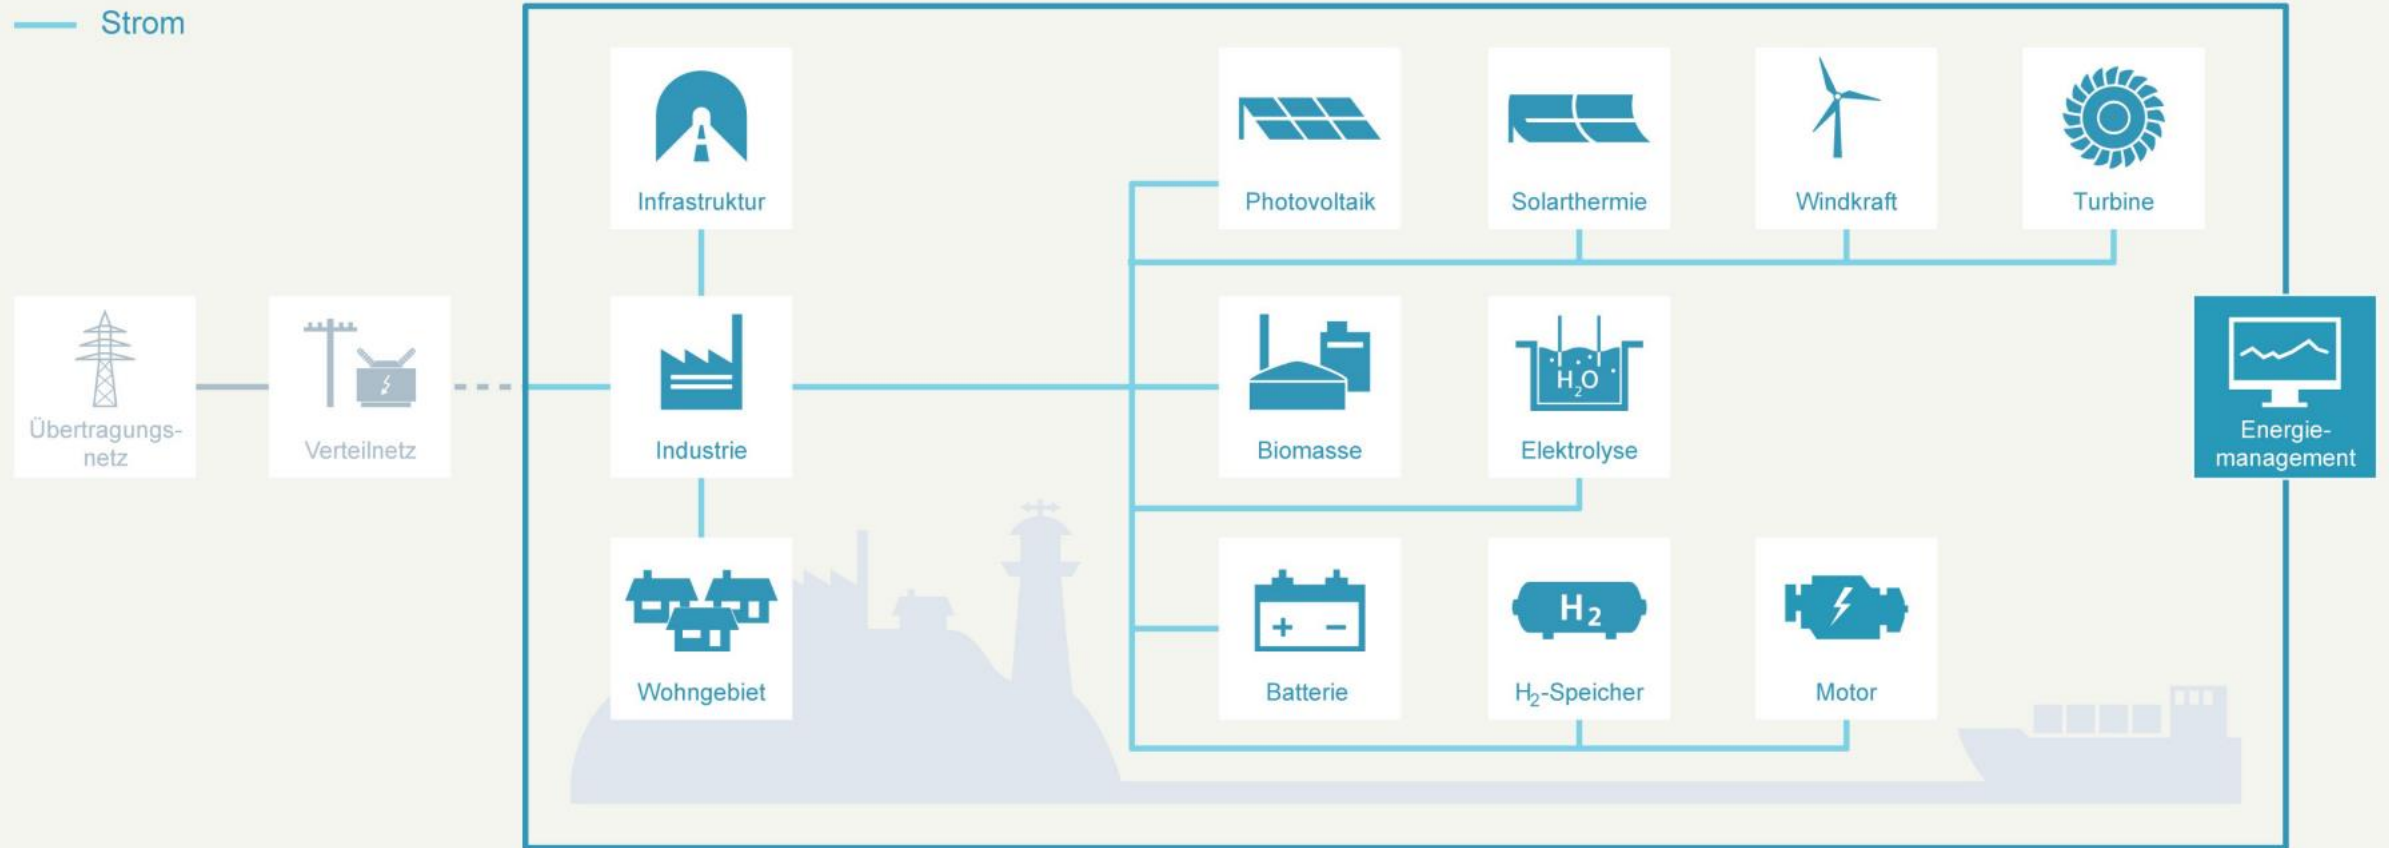 Strom
Infrastruktur
Photovoltaik
Solarthermie
Windkraft
Turbine
Übertragungs-
netz
Verteilnetz
Industrie
Biomasse
H₂O
Elektrolyse
Energie-
management
Wohngebiet
+ −
Batterie
H₂
H₂-Speicher
Motor